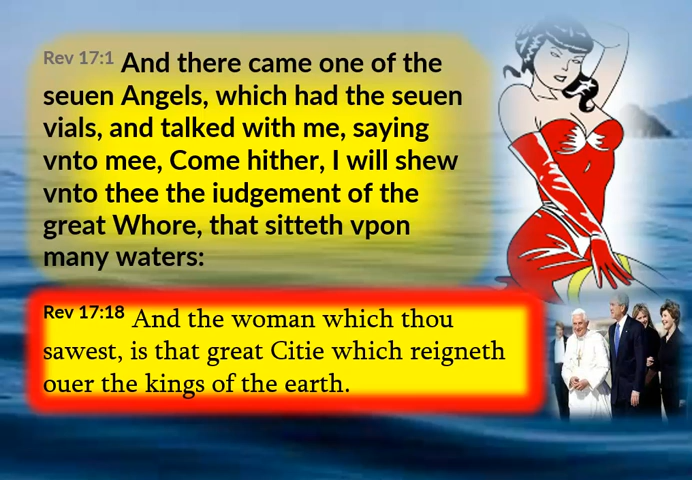 Rev 17:1 And there came one of the
seuen Angels, which had the seuen
vials, and talked with me, saying
vnto mee, Come hither, I will shew
vnto thee the iudgement of the
great Whore, that sitteth vpon
many waters:
Rev 17:18 And the woman which thou
sawest, is that great Citie which reigneth
ouer the kings of the earth.